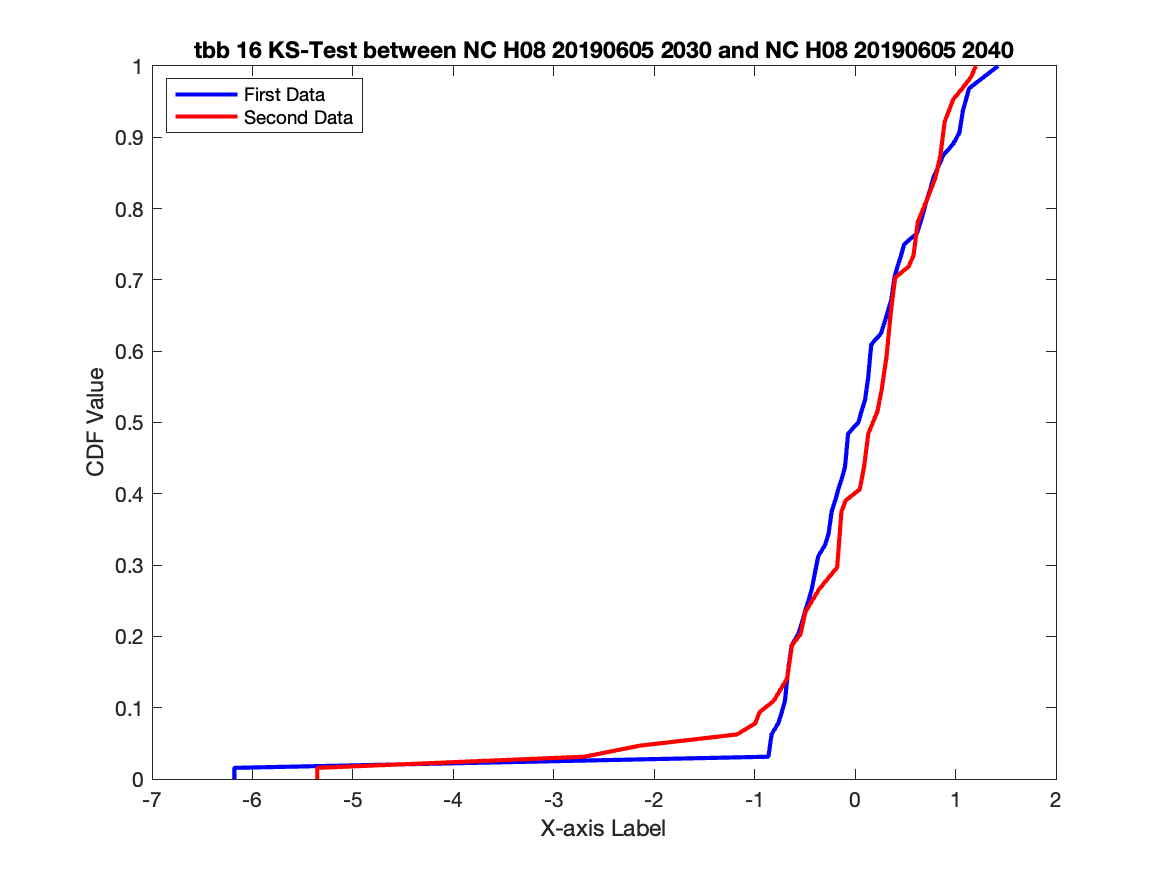 tbb 16 KS-Test between NC H08 20190605 2030 and NC H08 20190605 2040
First Data
Second Data
1
0.9
0.8
0.7
0.6
0.5
0.4
0.3
0.2
0.1
0
CDF Value
-7 -6 -5 -4 -3 -2 -1 0 1 2
X-axis Label